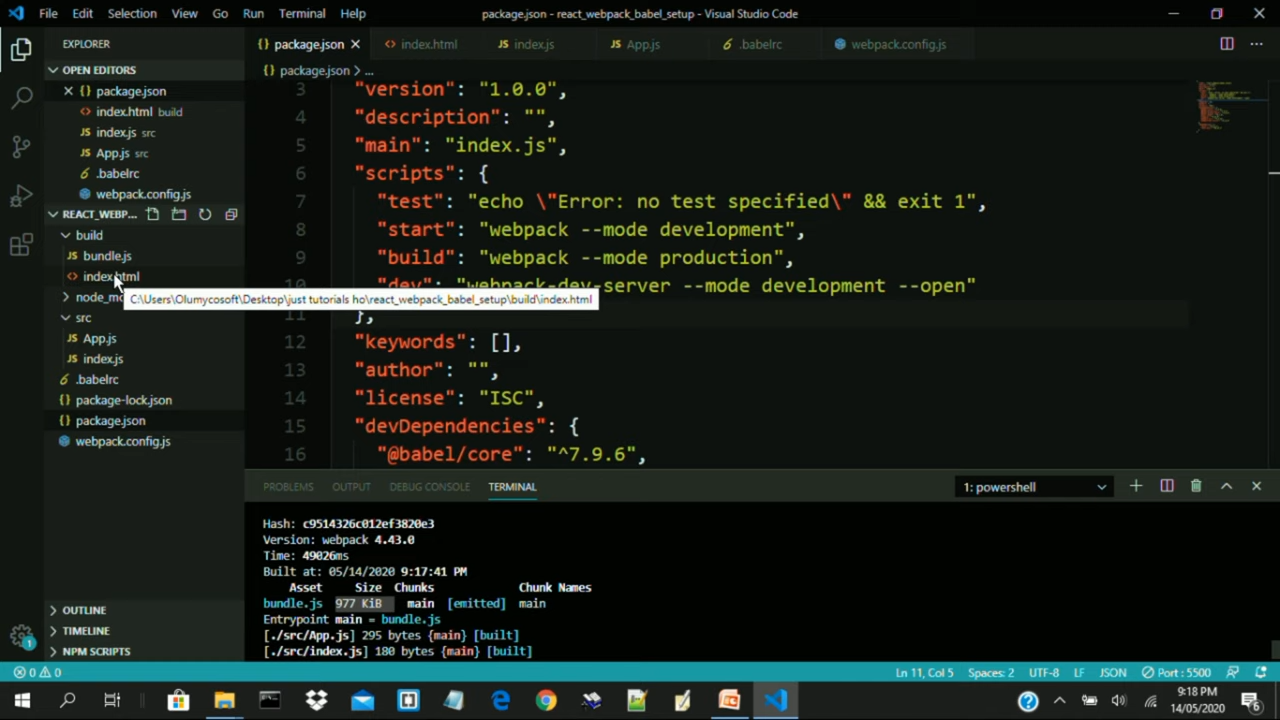 File Edit Selection View Go Run Terminal Help package.json - react_webpack_babel_setup - Visual Studio Code
EXPLORER
OPEN EDITORS
package.json
index.html build
index.js src
App.js src
.babelrc
webpack.config.js
REACT_WEBP...
build
bundle.js
index.html
node_mo
src
App.js
index.js
.babelrc
package-lock.json
package.json
webpack.config.js
OUTLINE
TIMELINE
NPM SCRIPTS
package.json index.html index.js App.js .babelrc webpack.config.js
package.json > ...
3 "version": "1.0.0",
4 "description": "",
5 "main": "index.js",
6 "scripts": {
7 "test": "echo \"Error: no test specified\" && exit 1",
8 "start": "webpack --mode development",
9 "build": "webpack --mode production",
10 "dev": "webpack-dev-server --mode development --open"
C:\Users\Olumycosoft\Desktop\just tutorials ho\react_webpack_babel_setup\build\index.html
11 },
12 "keywords": [],
13 "author": "",
14 "license": "ISC",
15 "devDependencies": {
16 "@babel/core": "^7.9.6",
PROBLEMS OUTPUT DEBUG CONSOLE TERMINAL 1: powershell
Hash: c9514326c012ef3820e3
Version: webpack 4.43.0
Time: 49026ms
Built at: 05/14/2020 9:17:41 PM
Asset Size Chunks Chunk Names
bundle.js 977 KiB main [emitted] main
Entrypoint main = bundle.js
[./src/App.js] 295 bytes {main} [built]
[./src/index.js] 180 bytes {main} [built]
1
0 0 Ln 11, Col 5 Spaces: 2 UTF-8 LF JSON Port : 5500
9:18 PM
14/05/2020
6